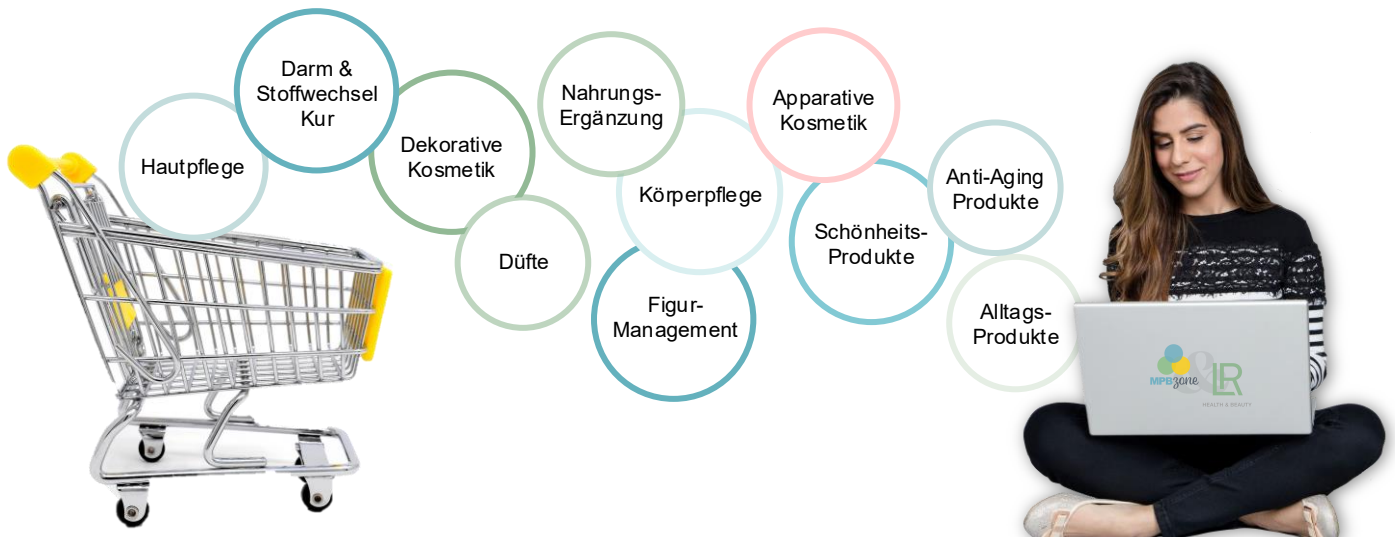 Hautpflege
Darm &
Stoffwechsel
Kur
Dekorative
Kosmetik
Düfte
Nahrungs-
Ergänzung
Körperpflege
Figur-
Management
Apparative
Kosmetik
Schönheits-
Produkte
Anti-Aging
Produkte
Alltags-
Produkte
MPBzone & LR
HEALTH & BEAUTY